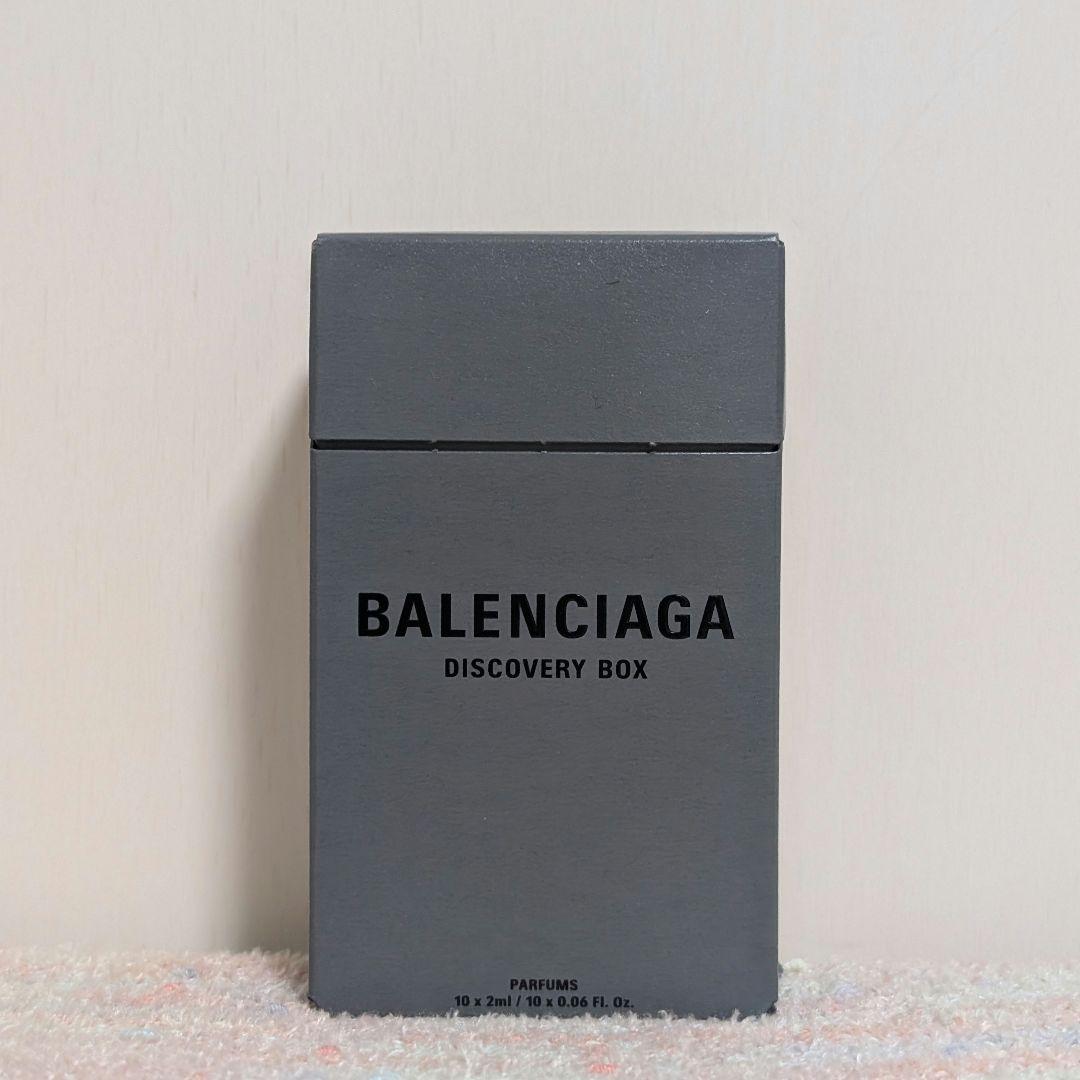 BALENCIAGA
DISCOVERY BOX
PARFUMS
10 x 2ml / 10 x 0.06 Fl. Oz.